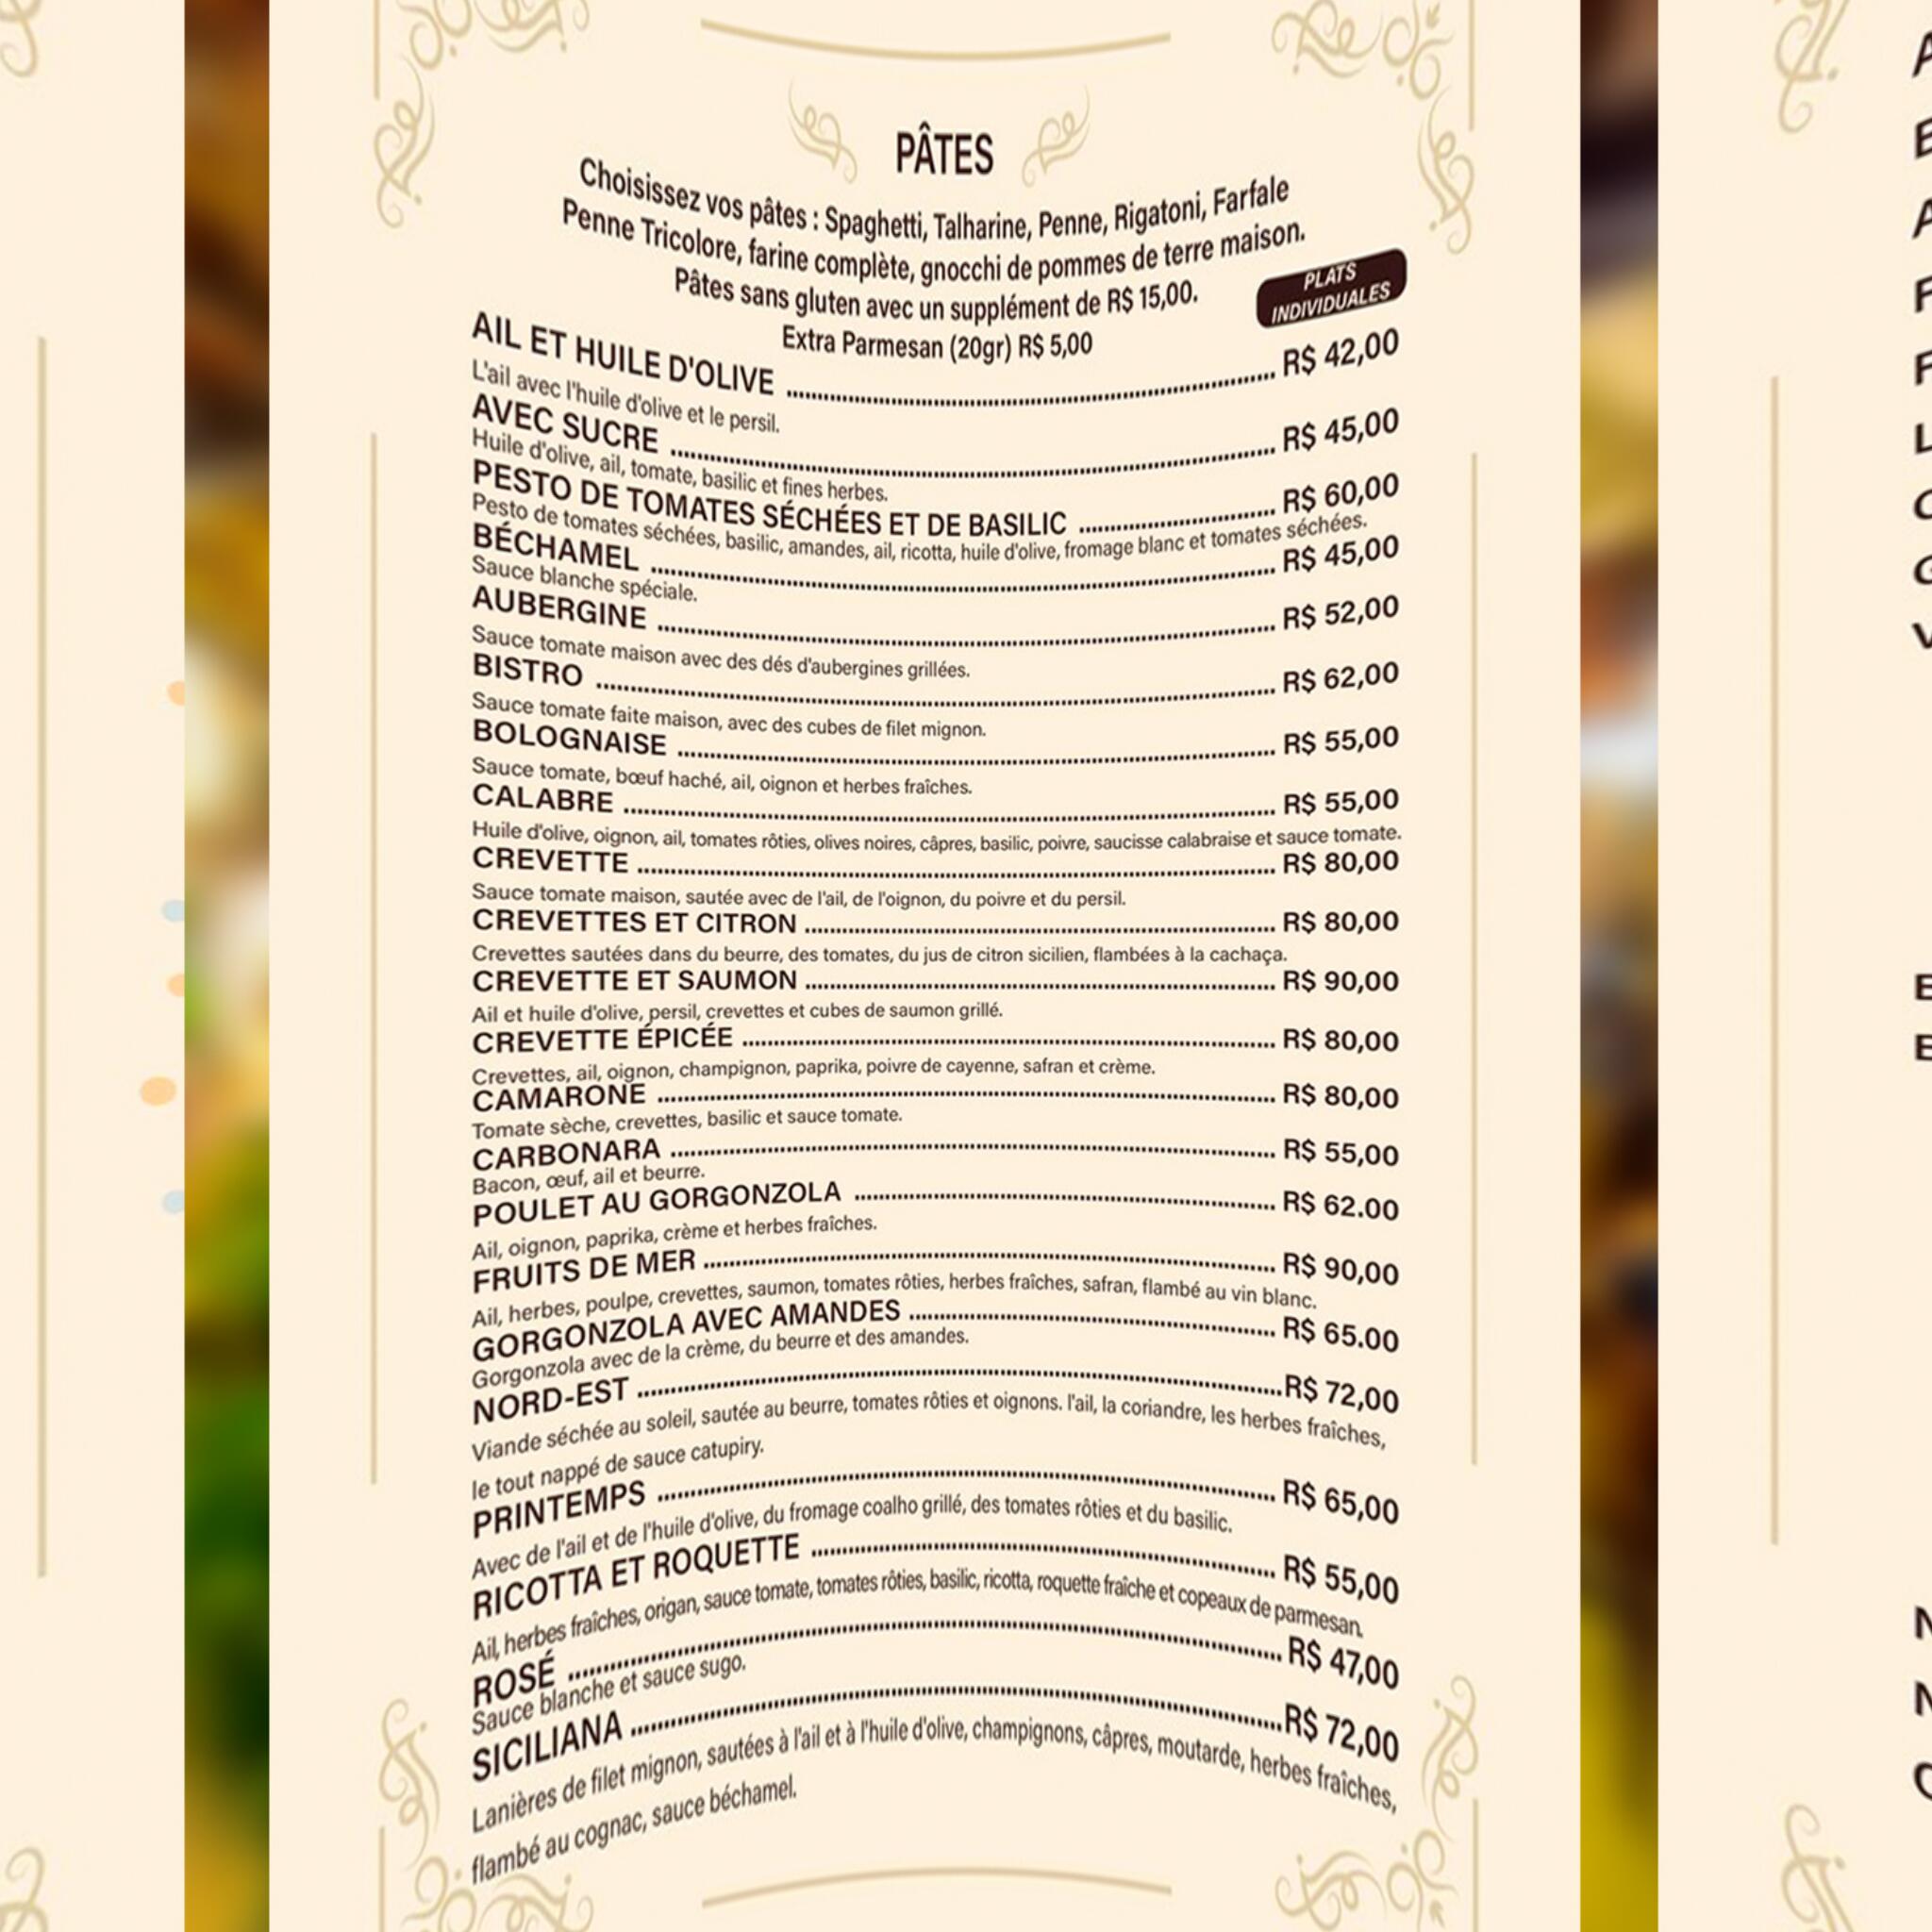 PÂTES
Choisissez vos pâtes : Spaghetti, Talharine, Penne, Rigatoni, Farfale
Penne Tricolore, farine complète, gnocchi de pommes de terre maison.
Pâtes sans gluten avec un supplément de R$ 15,00.
Extra Parmesan (20gr) R$ 5,00
PLATS
INDIVIDUALES
AIL ET HUILE D'OLIVE R$ 42,00
L'ail avec l'huile d'olive et le persil.
AVEC SUCRE R$ 45,00
Huile d'olive, ail, tomate, basilic et fines herbes.
PESTO DE TOMATES SÉCHÉES ET DE BASILIC R$ 60,00
Pesto de tomates séchées, basilic, amandes, ail, ricotta, huile d'olive, fromage blanc et tomates séchées.
BÉCHAMEL R$ 45,00
Sauce blanche spéciale.
AUBERGINE R$ 52,00
Sauce tomate maison avec des dés d'aubergines grillées.
BISTRO R$ 62,00
Sauce tomate faite maison, avec des cubes de filet mignon.
BOLOGNAISE R$ 55,00
Sauce tomate, bœuf haché, ail, oignon et herbes fraîches.
CALABRE R$ 55,00
Huile d'olive, oignon, ail, tomates rôties, olives noires, câpres, basilic, poivre, saucisse calabraise et sauce tomate.
CREVETTE R$ 80,00
Sauce tomate maison, sautée avec de l'ail, de l'oignon, du poivre et du persil.
CREVETTES ET CITRON R$ 80,00
Crevettes sautées dans du beurre, des tomates, du jus de citron sicilien, flambées à la cachaça.
CREVETTE ET SAUMON R$ 90,00
Ail et huile d'olive, persil, crevettes et cubes de saumon grillé.
CREVETTE ÉPICÉE R$ 80,00
Crevettes, ail, oignon, champignon, paprika, poivre de cayenne, safran et crème.
CAMARONE R$ 80,00
Tomate sèche, crevettes, basilic et sauce tomate.
CARBONARA R$ 55,00
Bacon, œuf, ail et beurre.
POULET AU GORGONZOLA R$ 62.00
Ail, oignon, paprika, crème et herbes fraîches.
FRUITS DE MER R$ 90,00
Ail, herbes, poulpe, crevettes, saumon, tomates rôties, herbes fraîches, safran, flambé au vin blanc.
GORGONZOLA AVEC AMANDES R$ 65.00
Gorgonzola avec de la crème, du beurre et des amandes.
NORD-EST R$ 72,00
Viande séchée au soleil, sautée au beurre, tomates rôties et oignons. l'ail, la coriandre, les herbes fraîches,
le tout nappé de sauce catupiry.
PRINTEMPS R$ 65,00
Avec de l'ail et de l'huile d'olive, du fromage coalho grillé, des tomates rôties et du basilic.
RICOTTA ET ROQUETTE R$ 55,00
Ail, herbes fraîches, origan, sauce tomate, tomates rôties, basilic, ricotta, roquette fraîche et copeaux de parmesan.
ROSÉ R$ 47,00
Sauce blanche et sauce sugo.
SICILIANA R$ 72,00
Lanières de filet mignon, sautées à l'ail et à l'huile d'olive, champignons, câpres, moutarde, herbes fraîches,
flambé au cognac, sauce béchamel.